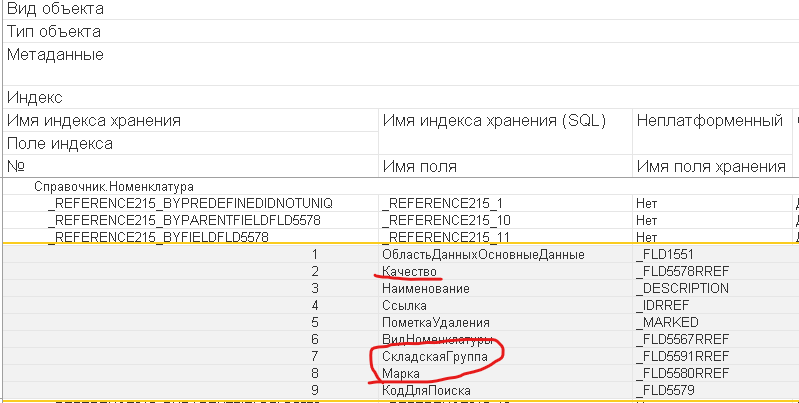 Вид объекта
Тип объекта
Метаданные
Индекс
Имя индекса хранения Имя индекса хранения (SQL) Неплатформенный
Поле индекса
№ Имя поля Имя поля хранения
Справочник.Номенклатура
_REFERENCE215_BYPREDEFINEDIDNOTUNIQ _REFERENCE215_1 Нет
_REFERENCE215_BYPARENTFIELDFLD5578 _REFERENCE215_10 Нет
_REFERENCE215_BYFIELDFLD5578 _REFERENCE215_11 Нет
1 ОбластьДанныхОсновныеДанные _FLD1551
2 Качество _FLD5578RREF
3 Наименование _DESCRIPTION
4 Ссылка _IDRREF
5 ПометкаУдаления _MARKED
6 ВидНоменклатуры _FLD5567RREF
7 СкладскаяГруппа _FLD5591RREF
8 Марка _FLD5580RREF
9 КодДляПоиска _FLD5579